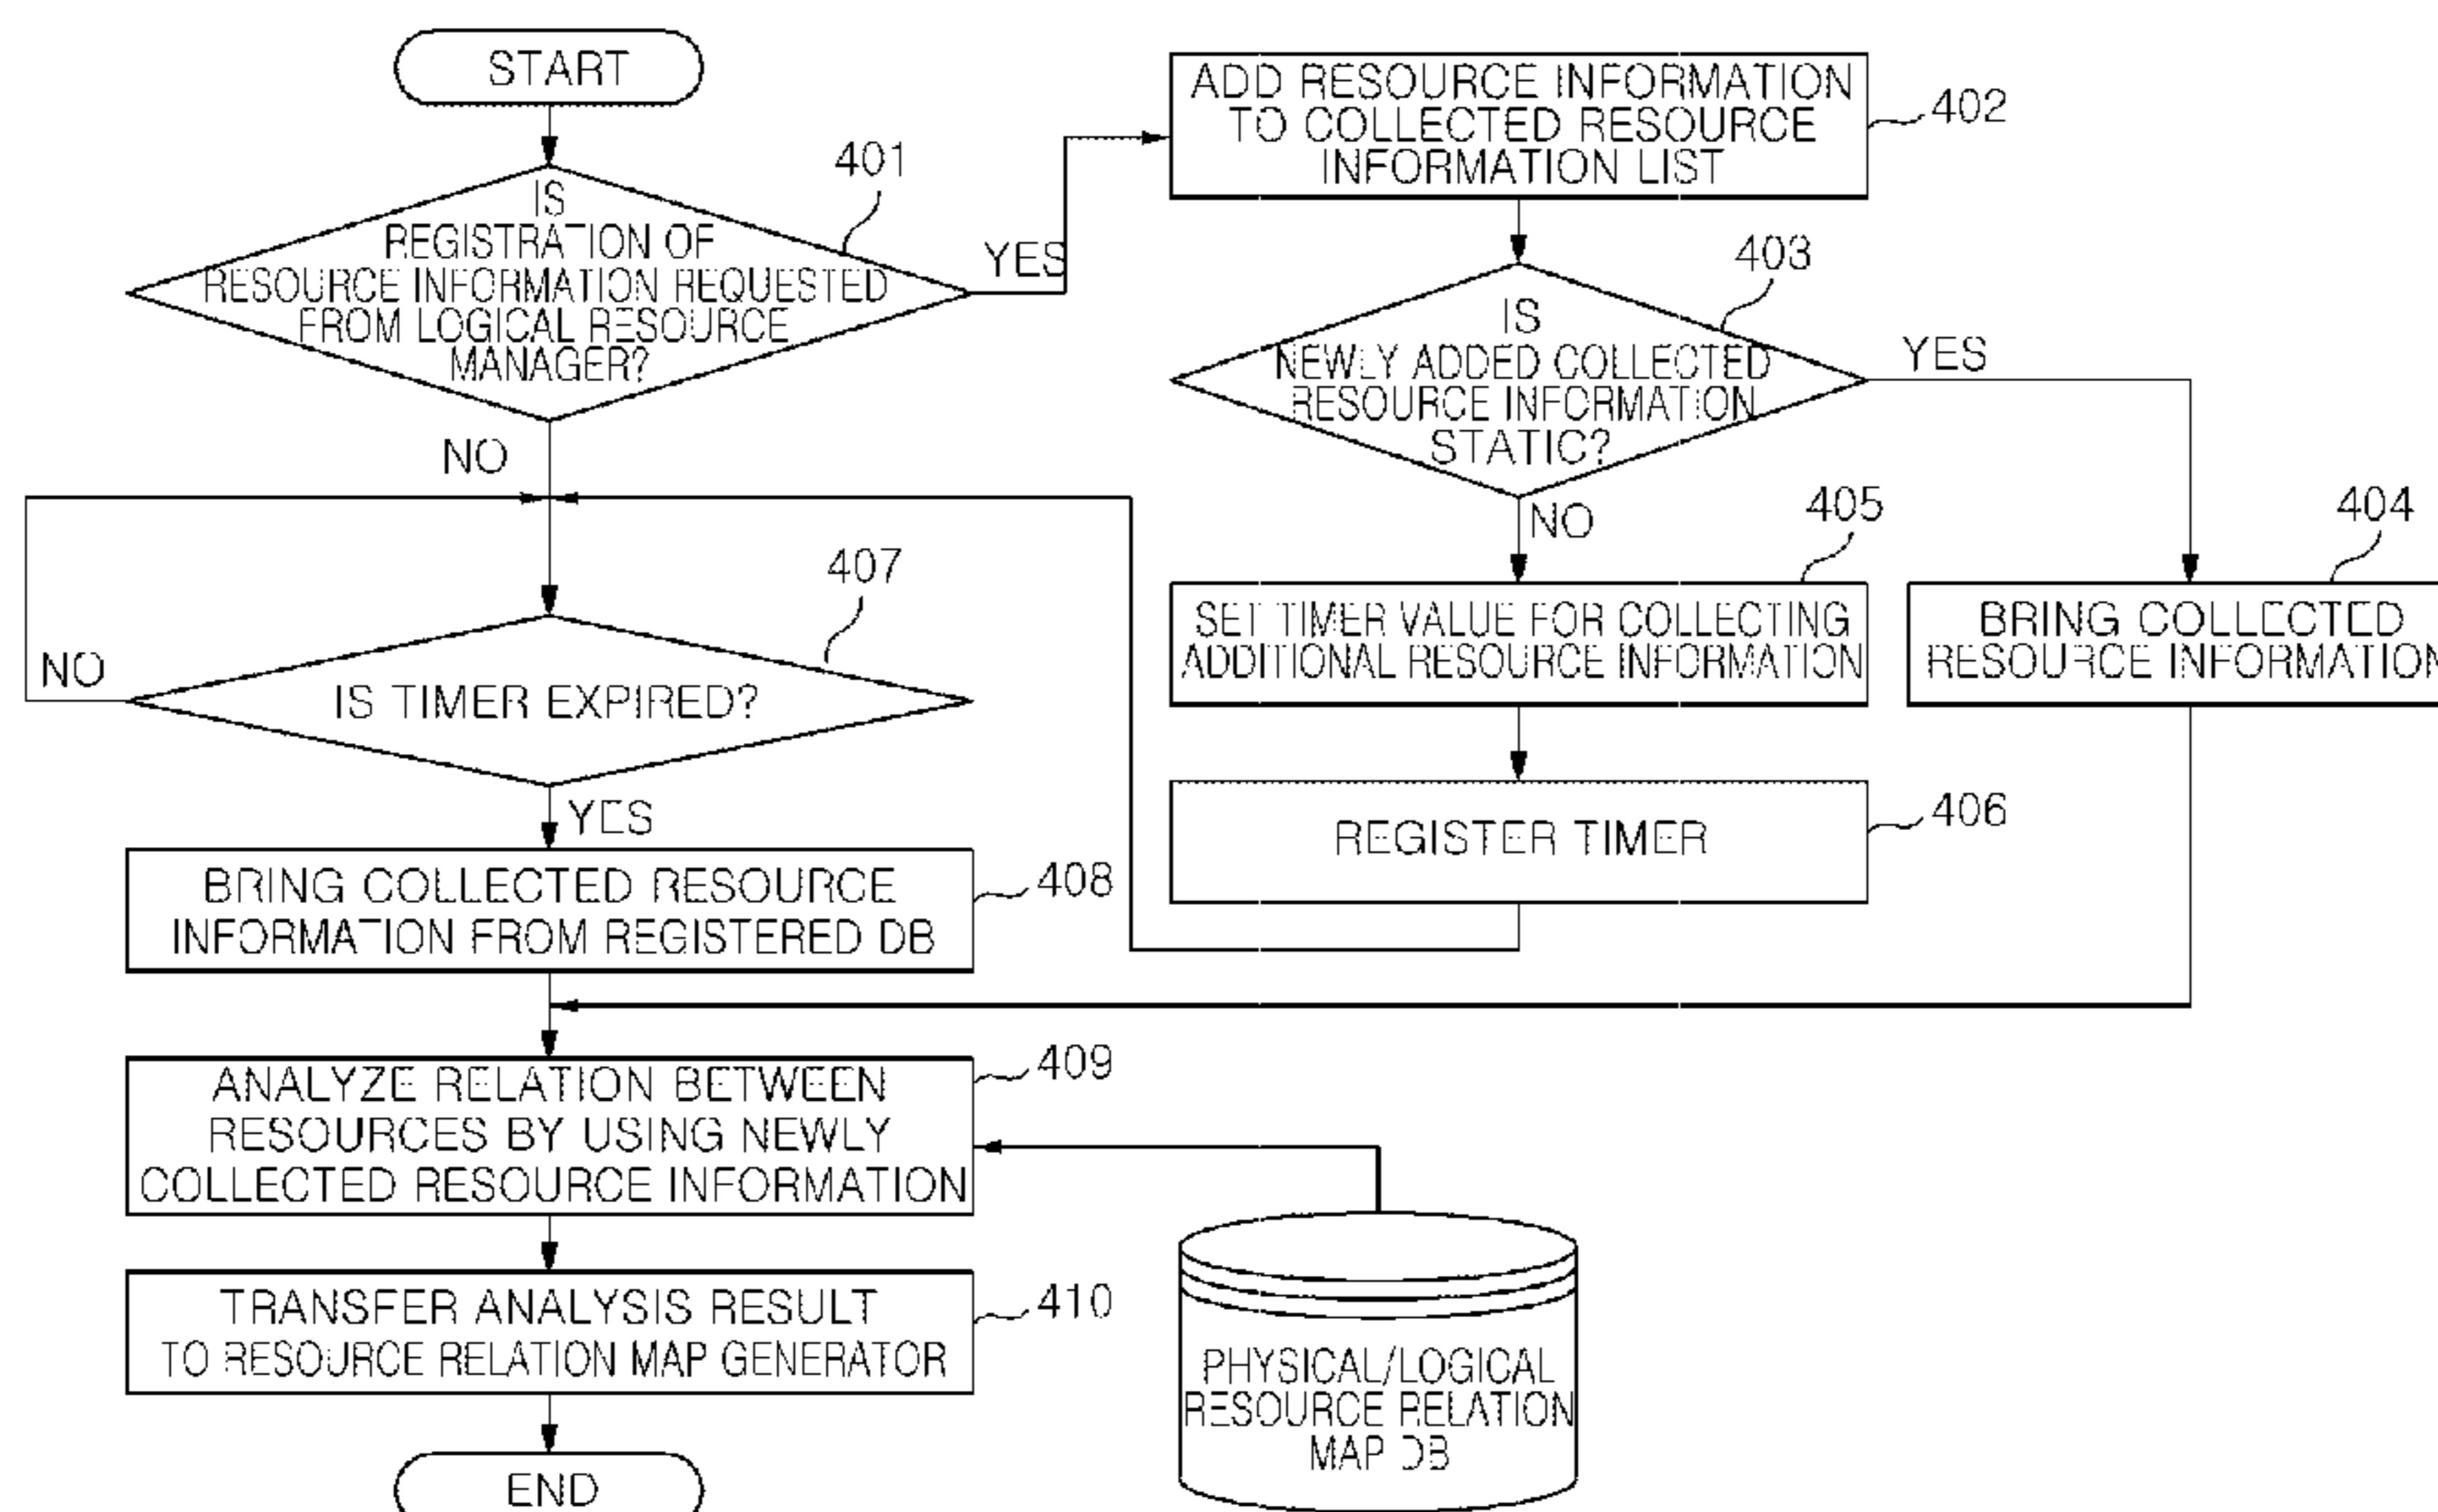 START
401
IS
REGISTRATION OF
RESOURCE INFORMATION REQUESTED
FROM LOGICAL RESOURCE
MANAGER?
YES
NO
ADD RESOURCE INFORMATION
TO COLLECTED RESOURCE
INFORMATION LIST
402
403
IS
NEWLY ADDED COLLECTED
RESOURCE INFORMATION
STATIC?
YES
NO
405
SET TIMER VALUE FOR COLLECTING
ADDITIONAL RESOURCE INFORMATION
404
BRING COLLECTED
RESOURCE INFORMATION
REGISTER TIMER
406
407
NO
IS TIMER EXPIRED?
YES
BRING COLLECTED RESOURCE
INFORMATION FROM REGISTERED DB
408
ANALYZE RELATION BETWEEN
RESOURCES BY USING NEWLY
COLLECTED RESOURCE INFORMATION
409
TRANSFER ANALYSIS RESULT
TO RESOURCE RELATION MAP GENERATOR
410
PHYSICAL/LOGICAL
RESOURCE RELATION
MAP DB
END